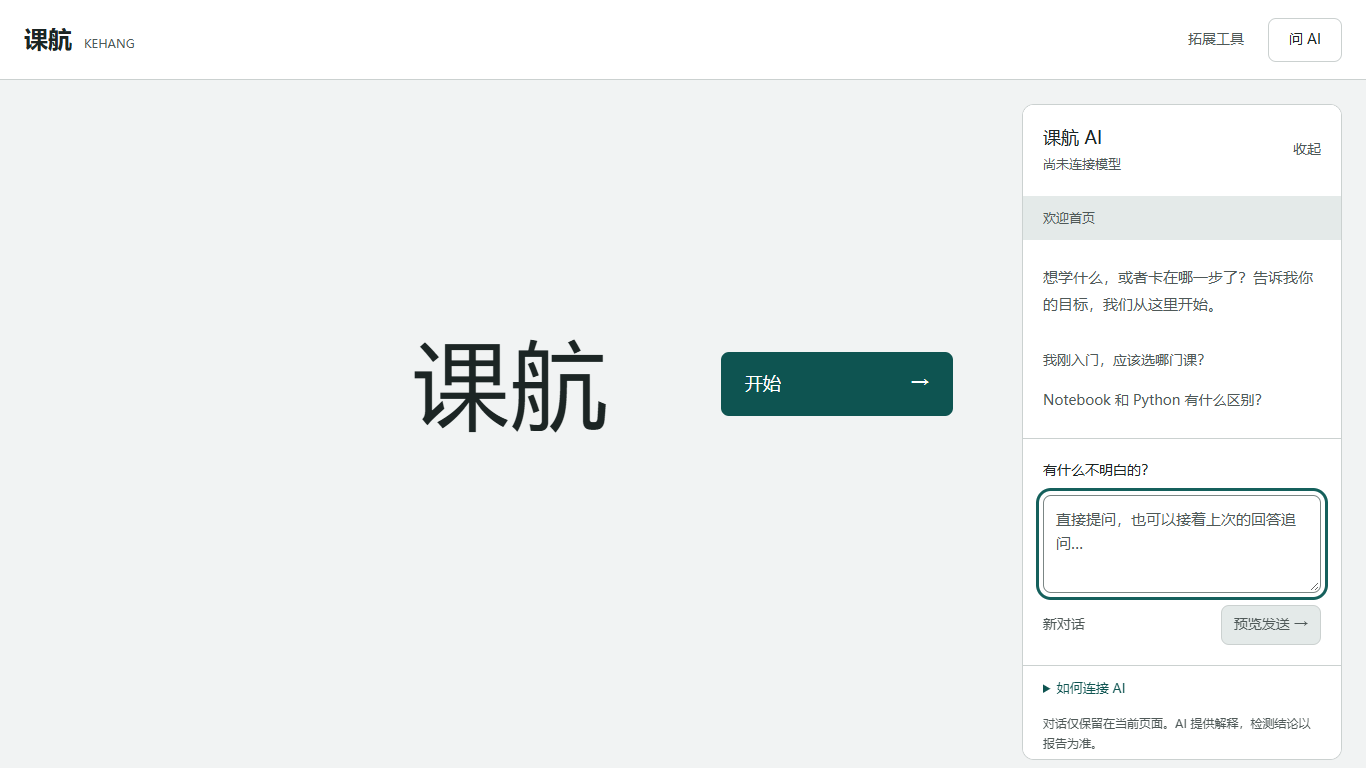 课航 KEHANG
拓展工具
问 AI
课航
开始 →
课航 AI
尚未连接模型
收起
欢迎首页
想学什么，或者卡在哪一步了？告诉我你
的目标，我们从这里开始。
我刚入门，应该选哪门课？
Notebook 和 Python 有什么区别？
有什么不明白的？
直接提问，也可以接着上次的回答追
问…
新对话
预览发送 →
▶ 如何连接 AI
对话仅保留在当前页面。AI 提供解释，检测结论以
报告为准。